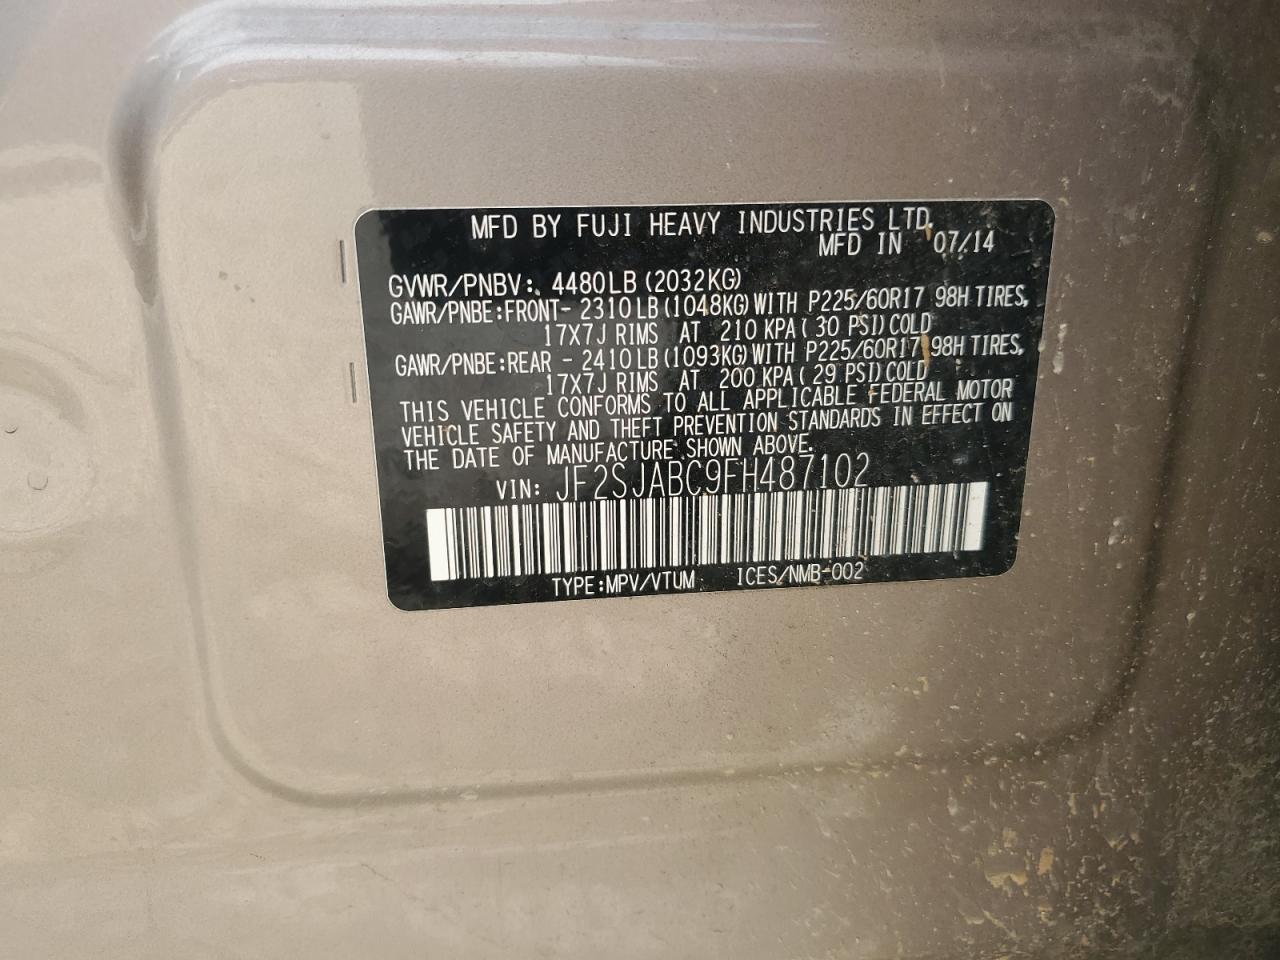 MFD BY FUJI HEAVY INDUSTRIES LTD.
MFD IN 07/14
GVWR/PNBV: 4480LB (2032KG)
GAWR/PNBE:FRONT- 2310LB (1048KG) WITH P225/60R17 98H TIRES,
17X7J RIMS AT 210 KPA ( 30 PSI) COLD
GAWR/PNBE:REAR - 2410LB (1093KG) WITH P225/60R17 98H TIRES,
17X7J RIMS AT 200 KPA ( 29 PSI) COLD
THIS VEHICLE CONFORMS TO ALL APPLICABLE FEDERAL MOTOR
VEHICLE SAFETY AND THEFT PREVENTION STANDARDS IN EFFECT ON
THE DATE OF MANUFACTURE SHOWN ABOVE.
VIN: JF2SJABC9FH487102
TYPE:MPV/VTUM ICES/NMB-002